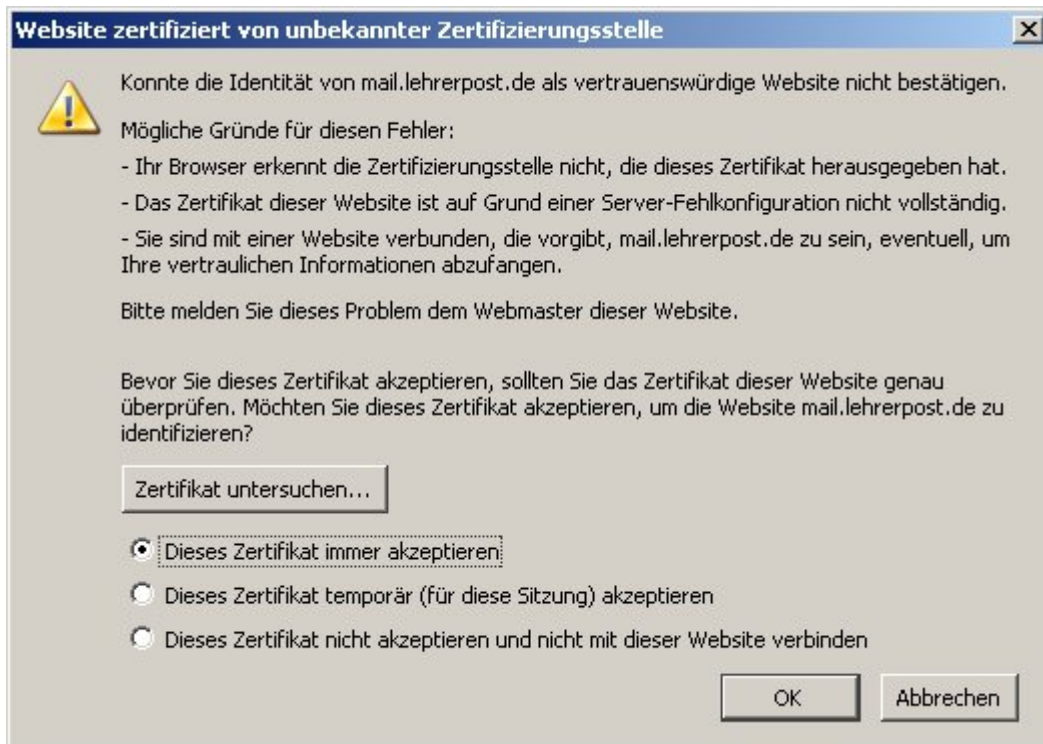 Website zertifiziert von unbekannter Zertifizierungsstelle
Konnte die Identität von mail.lehrerpost.de als vertrauenswürdige Website nicht bestätigen.
Mögliche Gründe für diesen Fehler:
- Ihr Browser erkennt die Zertifizierungsstelle nicht, die dieses Zertifikat herausgegeben hat.
- Das Zertifikat dieser Website ist auf Grund einer Server-Fehlkonfiguration nicht vollständig.
- Sie sind mit einer Website verbunden, die vorgibt, mail.lehrerpost.de zu sein, eventuell, um
Ihre vertraulichen Informationen abzufangen.
Bitte melden Sie dieses Problem dem Webmaster dieser Website.
Bevor Sie dieses Zertifikat akzeptieren, sollten Sie das Zertifikat dieser Website genau
überprüfen. Möchten Sie dieses Zertifikat akzeptieren, um die Website mail.lehrerpost.de zu
identifizieren?
Zertifikat untersuchen...
Dieses Zertifikat immer akzeptieren
Dieses Zertifikat temporär (für diese Sitzung) akzeptieren
Dieses Zertifikat nicht akzeptieren und nicht mit dieser Website verbinden
OK
Abbrechen